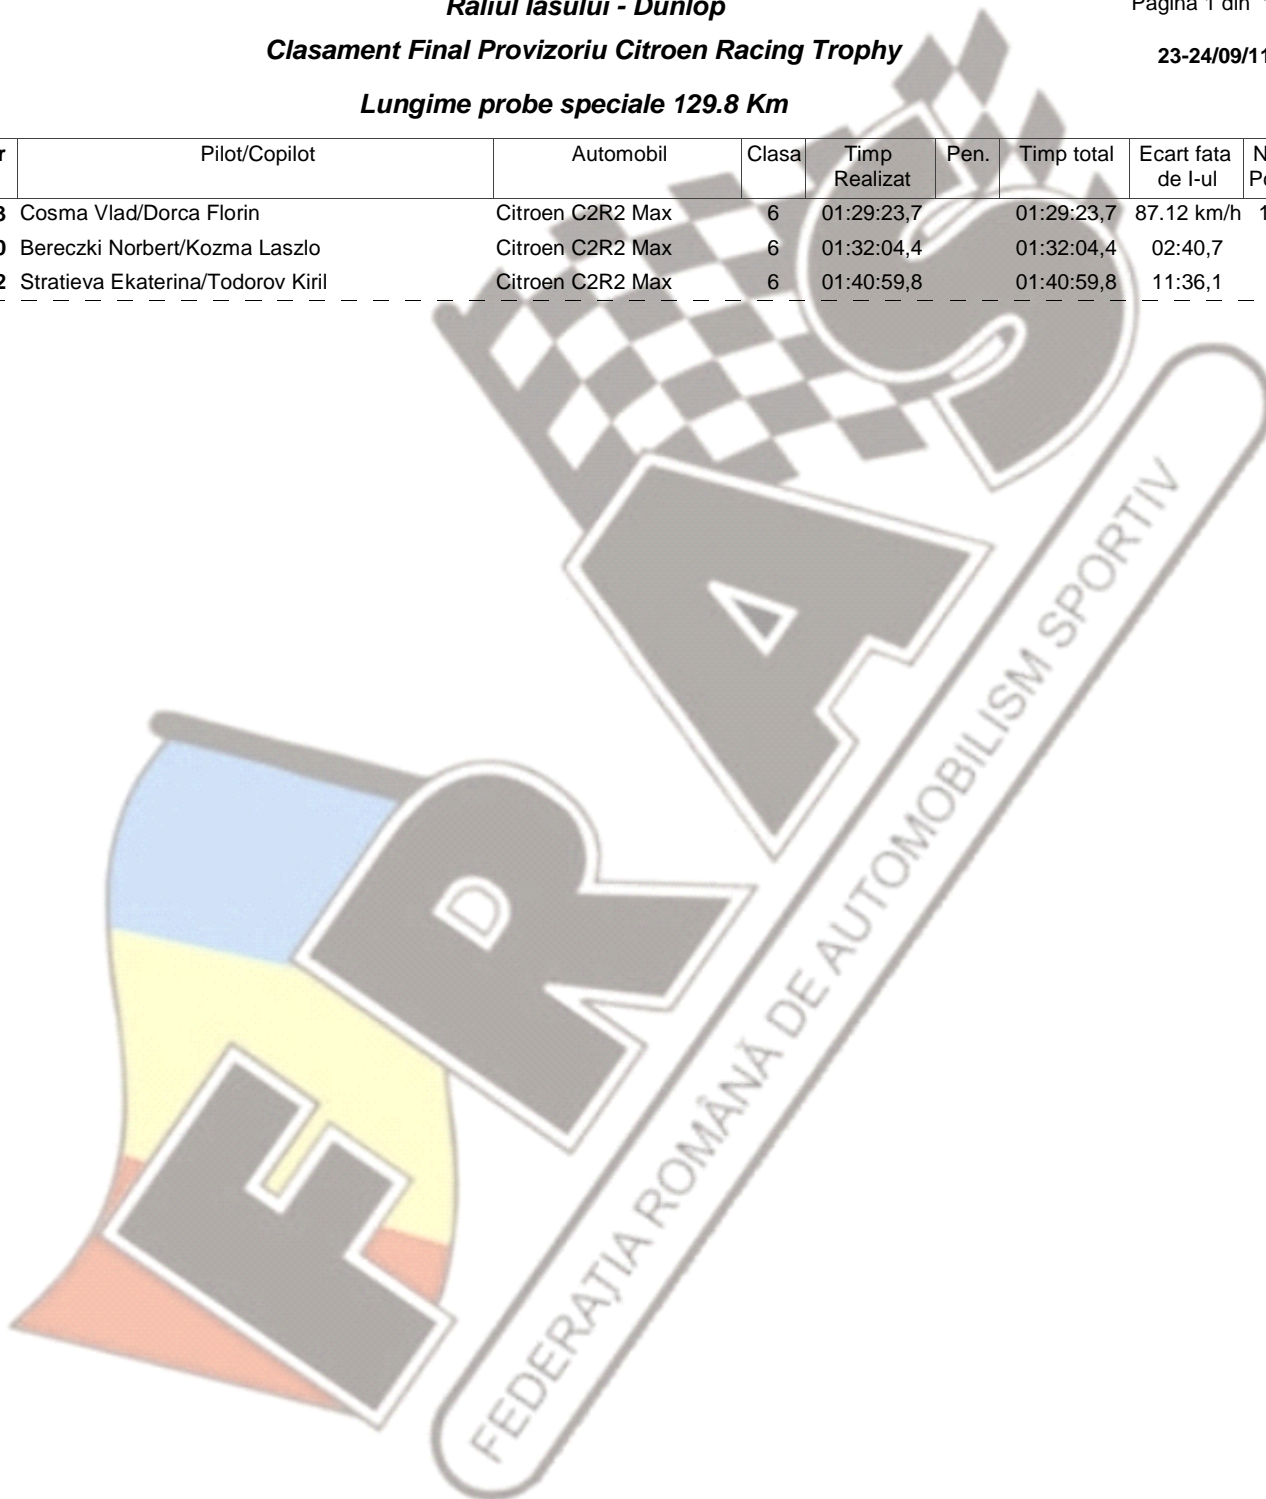 Raliul Iasului - Dunlop
Pagina 1 din
Clasament Final Provizoriu Citroen Racing Trophy
23-24/09/11
Lungime probe speciale 129.8 Km
Pilot/Copilot Automobil Clasa Timp Realizat Pen. Timp total Ecart fata de I-ul
Cosma Vlad/Dorca Florin Citroen C2R2 Max 6 01:29:23,7 01:29:23,7 87.12 km/h
Bereczki Norbert/Kozma Laszlo Citroen C2R2 Max 6 01:32:04,4 01:32:04,4 02:40,7
Stratieva Ekaterina/Todorov Kiril Citroen C2R2 Max 6 01:40:59,8 01:40:59,8 11:36,1
FRAS
FEDERAȚIA ROMÂNĂ DE AUTOMOBILISM SPORTIV